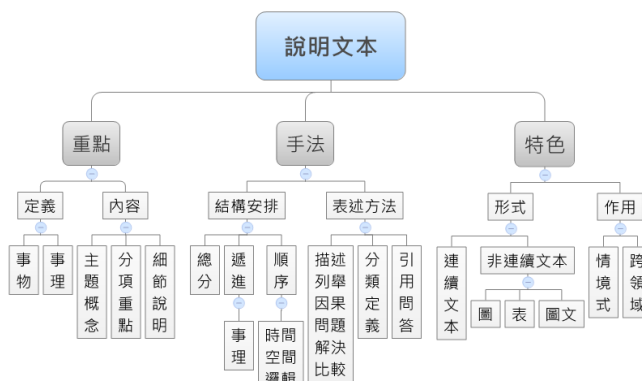 說明文本
重點
手法
特色
定義
內容
結構安排
表述方法
形式
作用
事物
事理
主題概念
分項重點
細節說明
總分
遞進
順序
描述
列舉
因果
問題
解決
比較
分類
定義
引用
問答
連續文本
非連續文本
情境式
跨領域
事理
時間
空間
邏輯
圖
表
圖文